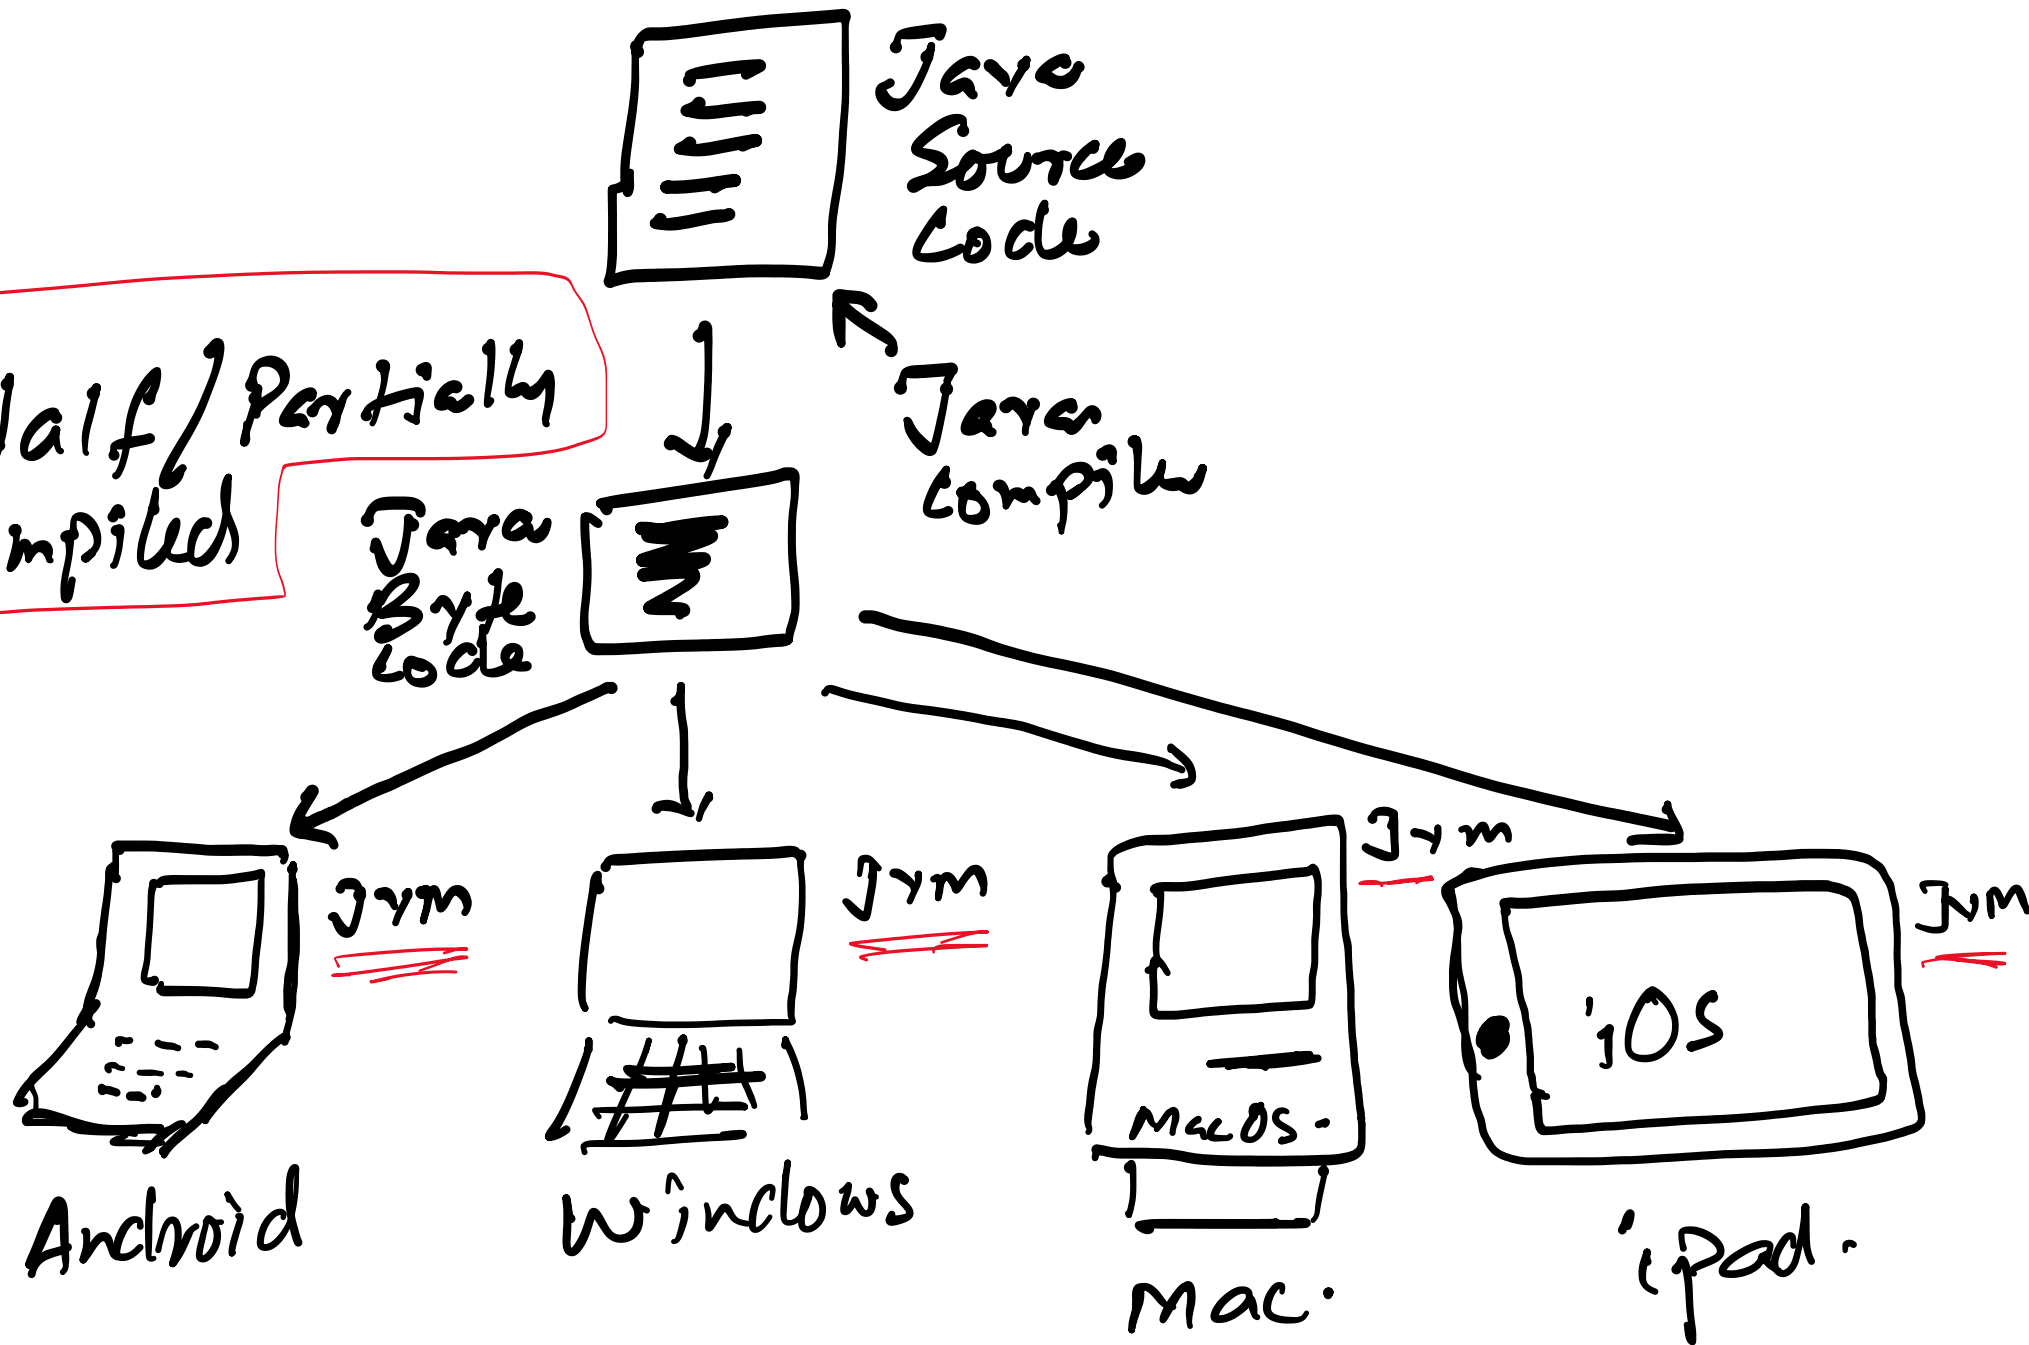 Java
Source
Code
Half/Partially
mpiled
Java
Compiler
Java
Byte
Code
Jvm
Jvm
Jvm
JVM
iOS
MacOS.
Android
Windows
Mac.
ipad.